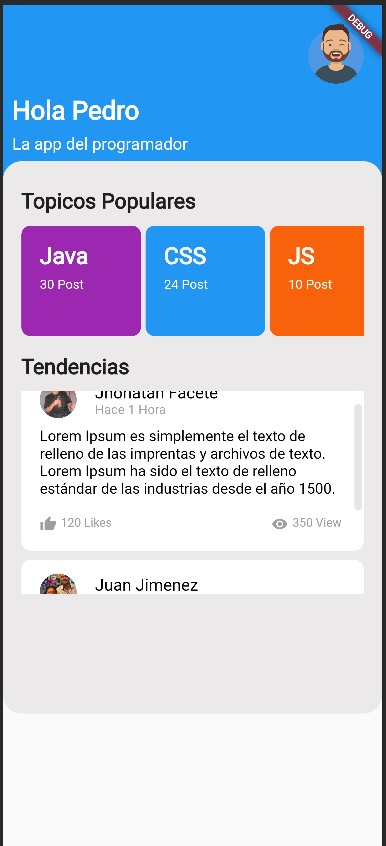 DEBUG
Hola Pedro
La app del programador
Topicos Populares
Java
CSS
JS
30 Post
24 Post
10 Post
Tendencias
Jhonatan Facete
Hace 1 Hora
Lorem Ipsum es simplemente el texto de
relleno de las imprentas y archivos de texto.
Lorem Ipsum ha sido el texto de relleno
estándar de las industrias desde el año 1500.
120 Likes
350 View
Juan Jimenez